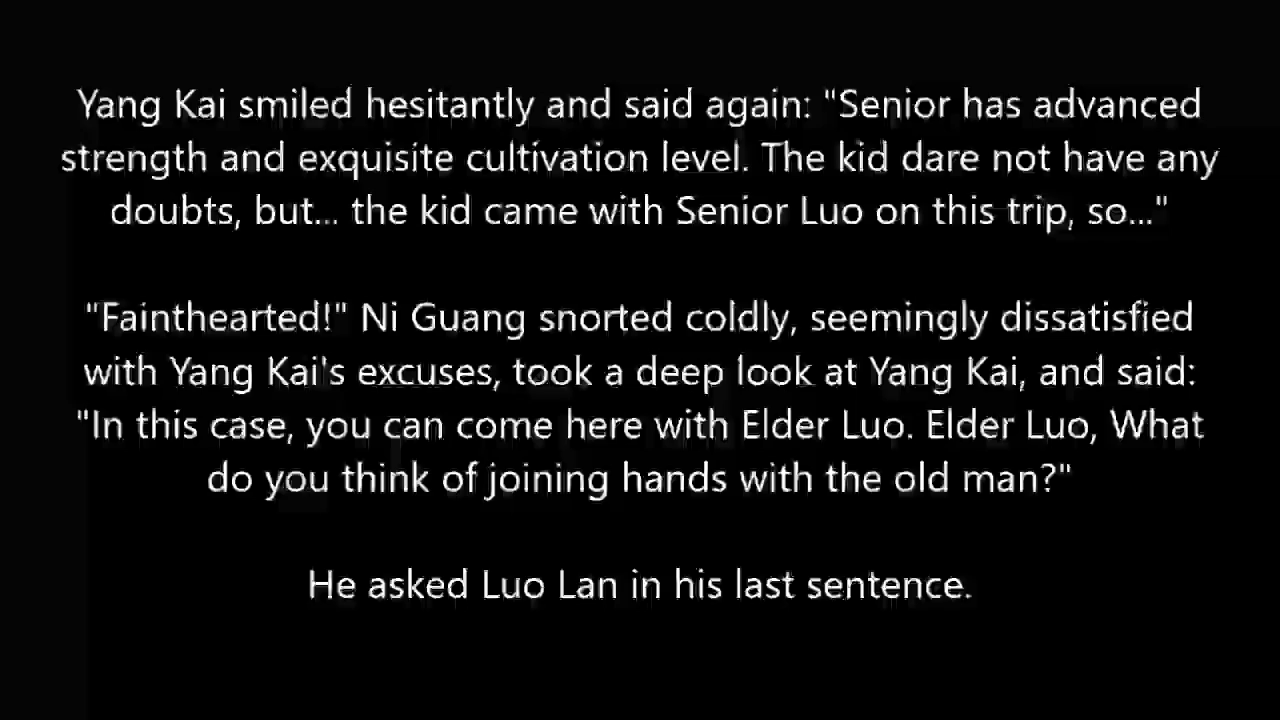 Yang Kai smiled hesitantly and said again: "Senior has advanced
strength and exquisite cultivation level. The kid dare not have any
doubts, but... the kid came with Senior Luo on this trip, so..."
"Fainthearted!" Ni Guang snorted coldly, seemingly dissatisfied
with Yang Kai's excuses, took a deep look at Yang Kai, and said:
"In this case, you can come here with Elder Luo. Elder Luo, What
do you think of joining hands with the old man?"
He asked Luo Lan in his last sentence.